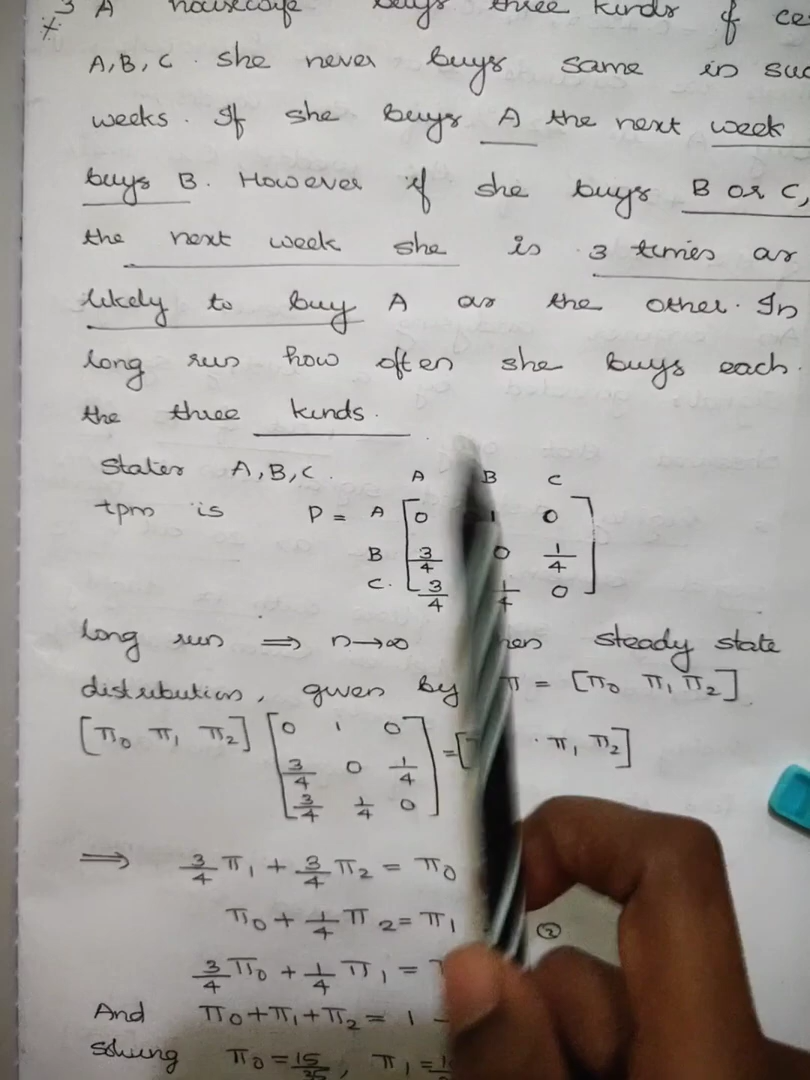 3 A housewife buys three kinds of
A, B, C. she never buys same in
weeks. If she buys A the next week
buys B. However if she buys B or C,
the next week she is 3 times as
likely to buy A as the other. In
long run how often she buys each.
the three kinds.
States A, B, C. A B C
tpm is P = A [0 1 0]
B [3/4 0 1/4]
C. [3/4 1/4 0]
long run ⟹ n→∞ steady state
distribution, given by π = [π0 π1 π2]
[π0 π1 π2] [0 1 0; 3/4 0 1/4; 3/4 1/4 0] = [ π1 π2]
⟹ 3/4 π1 + 3/4 π2 = π0
π0 + 1/4 π2 = π1 ②
3/4 π0 + 1/4 π1 =
And π0 + π1 + π2 = 1 -
Solving π0 = 15/35, π1 =